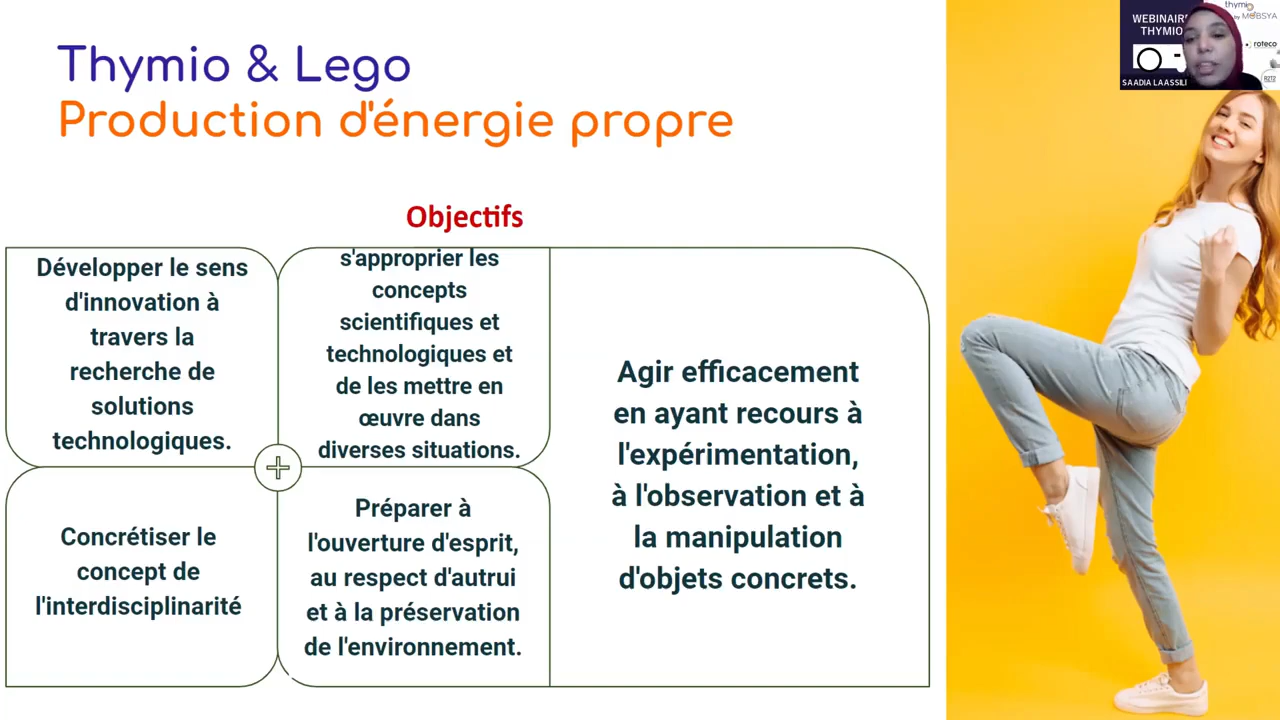 Thymio & Lego
Production d'énergie propre
Objectifs
Développer le sens
d'innovation à
travers la
recherche de
solutions
technologiques.
s'approprier les
concepts
scientifiques et
technologiques et
de les mettre en
œuvre dans
diverses situations.
Concrétiser le
concept de
l'interdisciplinarité
Préparer à
l'ouverture d'esprit,
au respect d'autrui
et à la préservation
de l'environnement.
Agir efficacement
en ayant recours à
l'expérimentation,
à l'observation et à
la manipulation
d'objets concrets.
WEBINAIRE
THYMIO
SAADIA LAASSILI
thymio
by MOBSYA
roteco